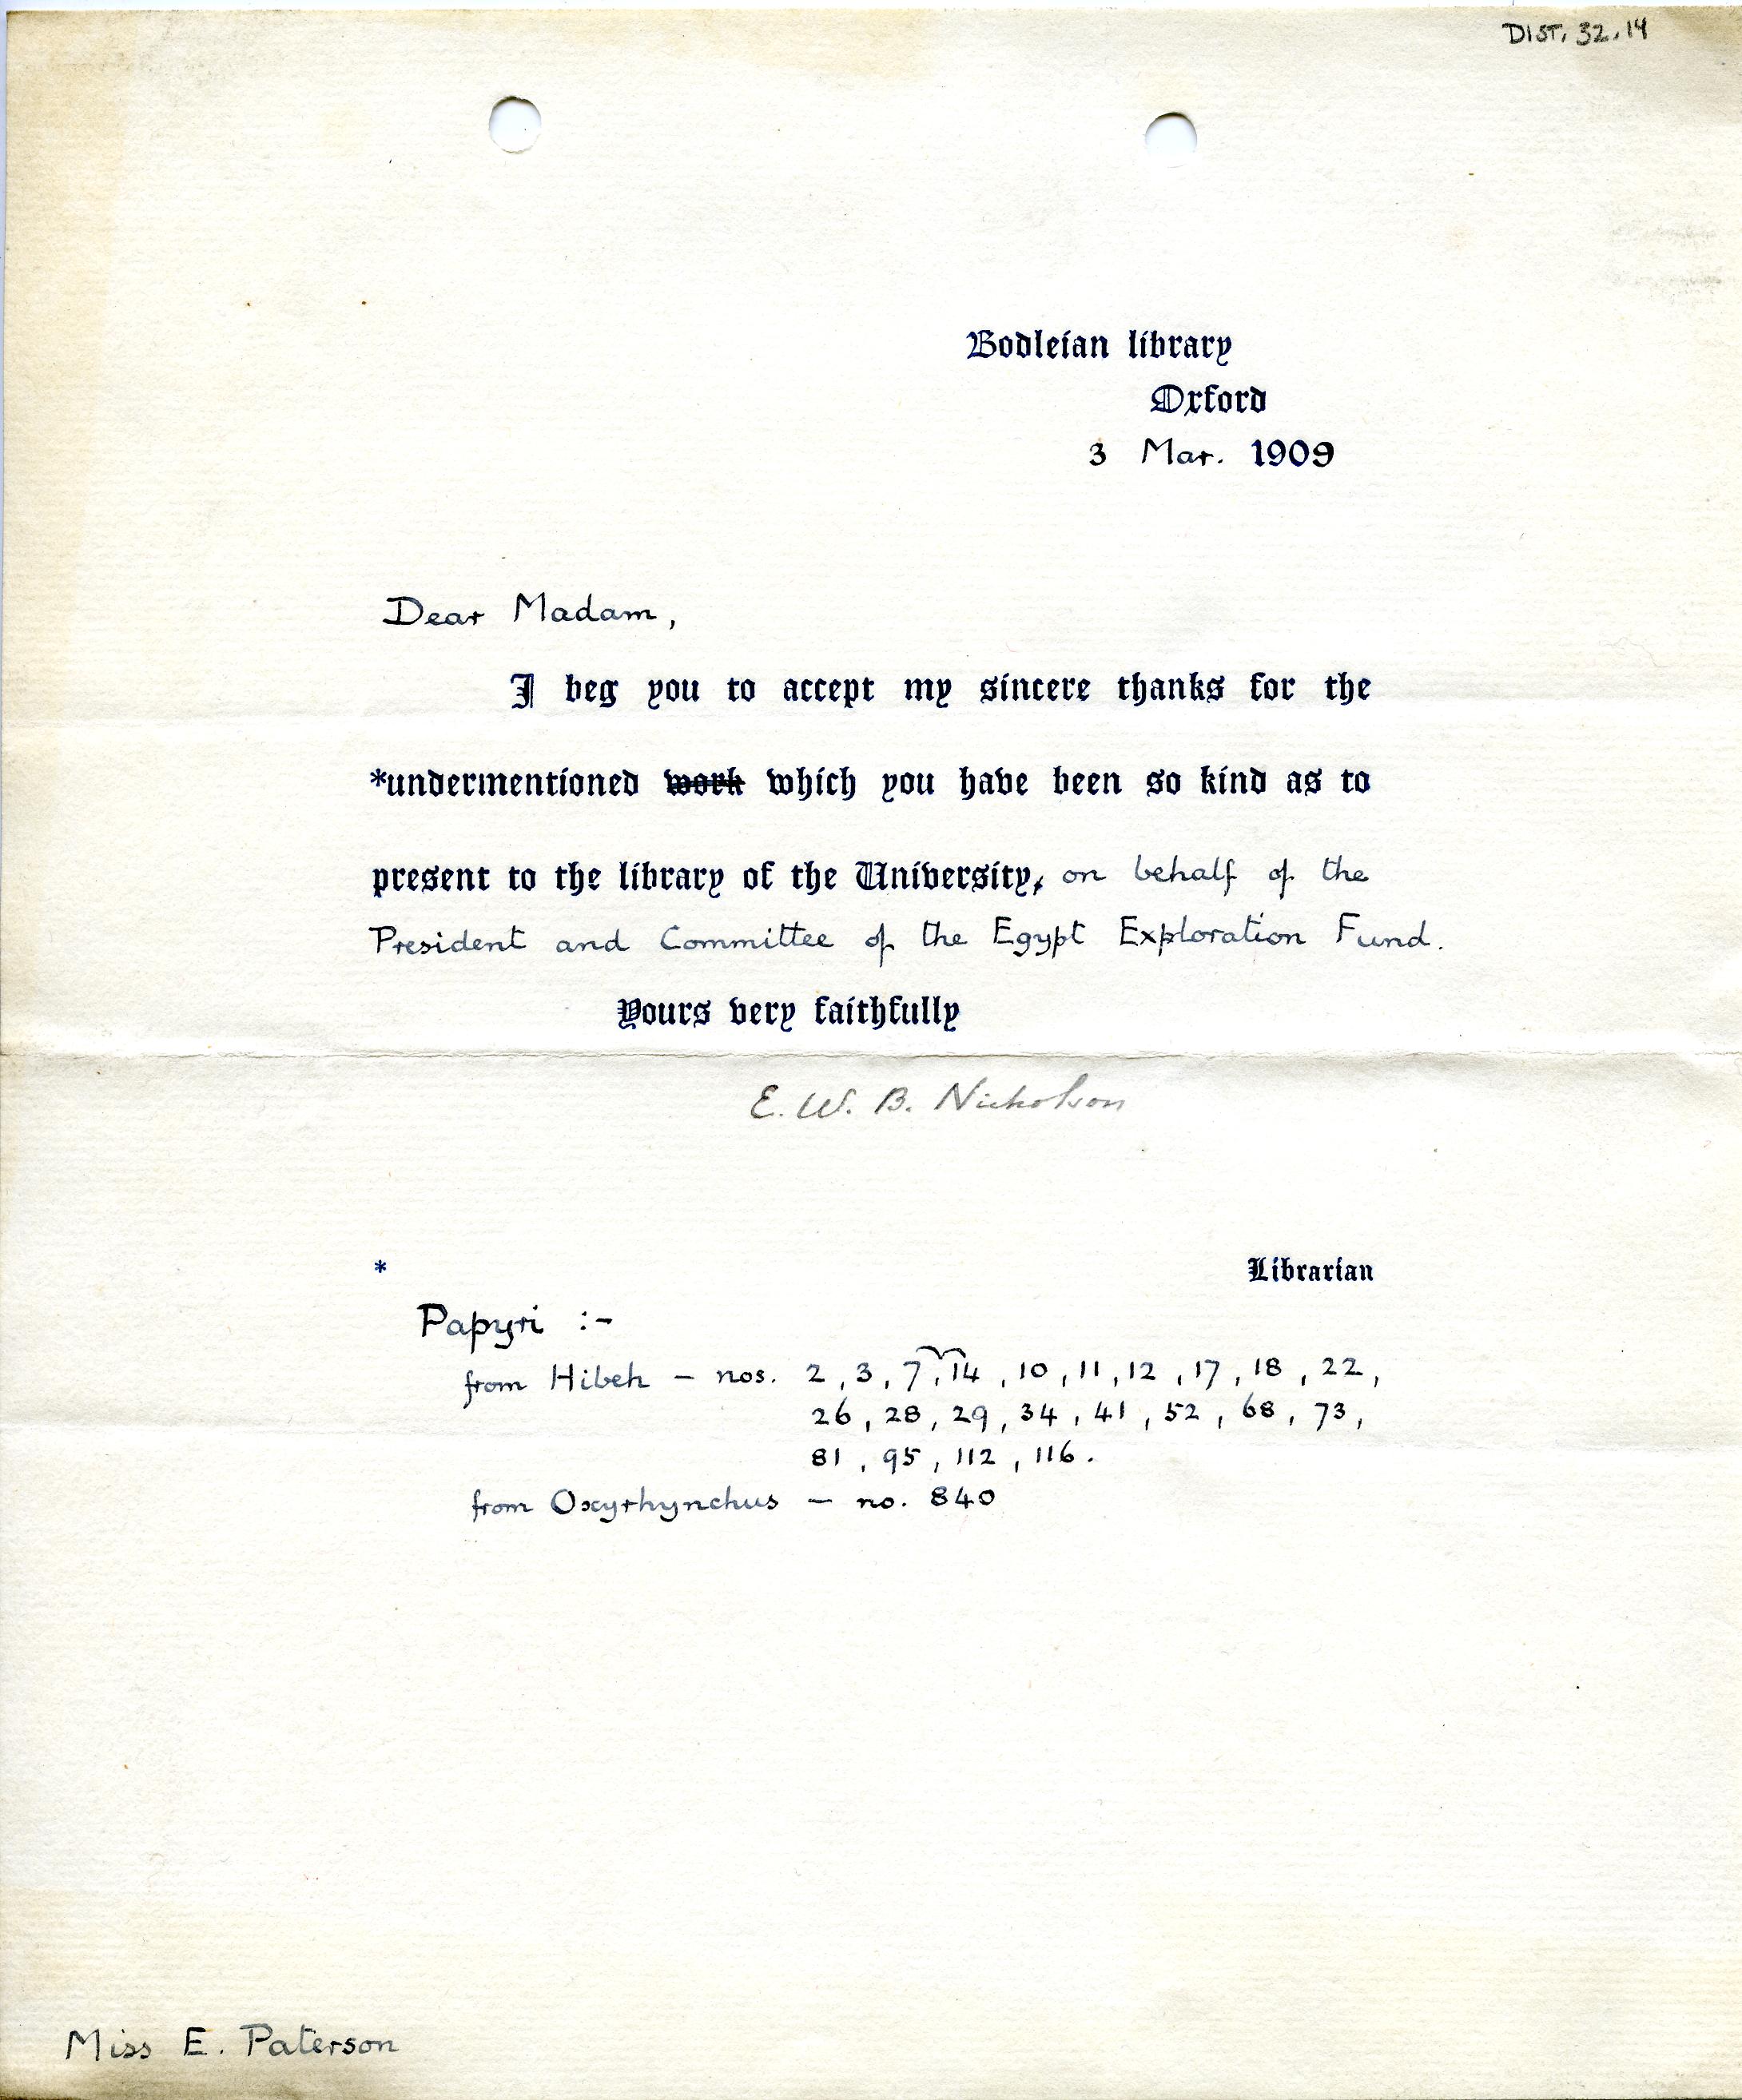 DIST. 32.14
Bodleian library
Oxford
3 Mar. 1909
Dear Madam,
I beg you to accept my sincere thanks for the
*undermentioned work which you have been so kind as to
present to the library of the University, on behalf of the
President and Committee of the Egypt Exploration Fund.
Yours very faithfully
E. W. B. Nicholson
* Librarian
Papyri :-
from Hibeh – nos. 2, 3, 7, 14, 10, 11, 12, 17, 18, 22,
26, 28, 29, 34, 41, 52, 68, 73,
81, 95, 112, 116.
from Oxyrhynchus – no. 840
Miss E. Paterson